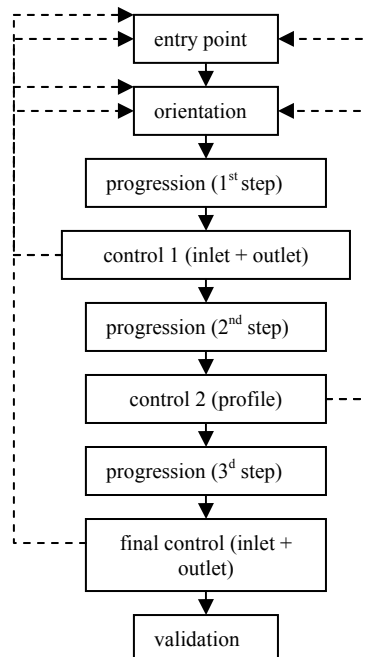 entry point
orientation
progression (1st step)
control 1 (inlet + outlet)
progression (2nd step)
control 2 (profile)
progression (3d step)
final control (inlet +
outlet)
validation